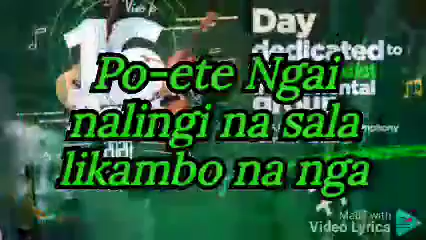 Day
dedicated to
Po-ete Ngai
nalingi na sala
likambo na nga
Made with
Video Lyrics